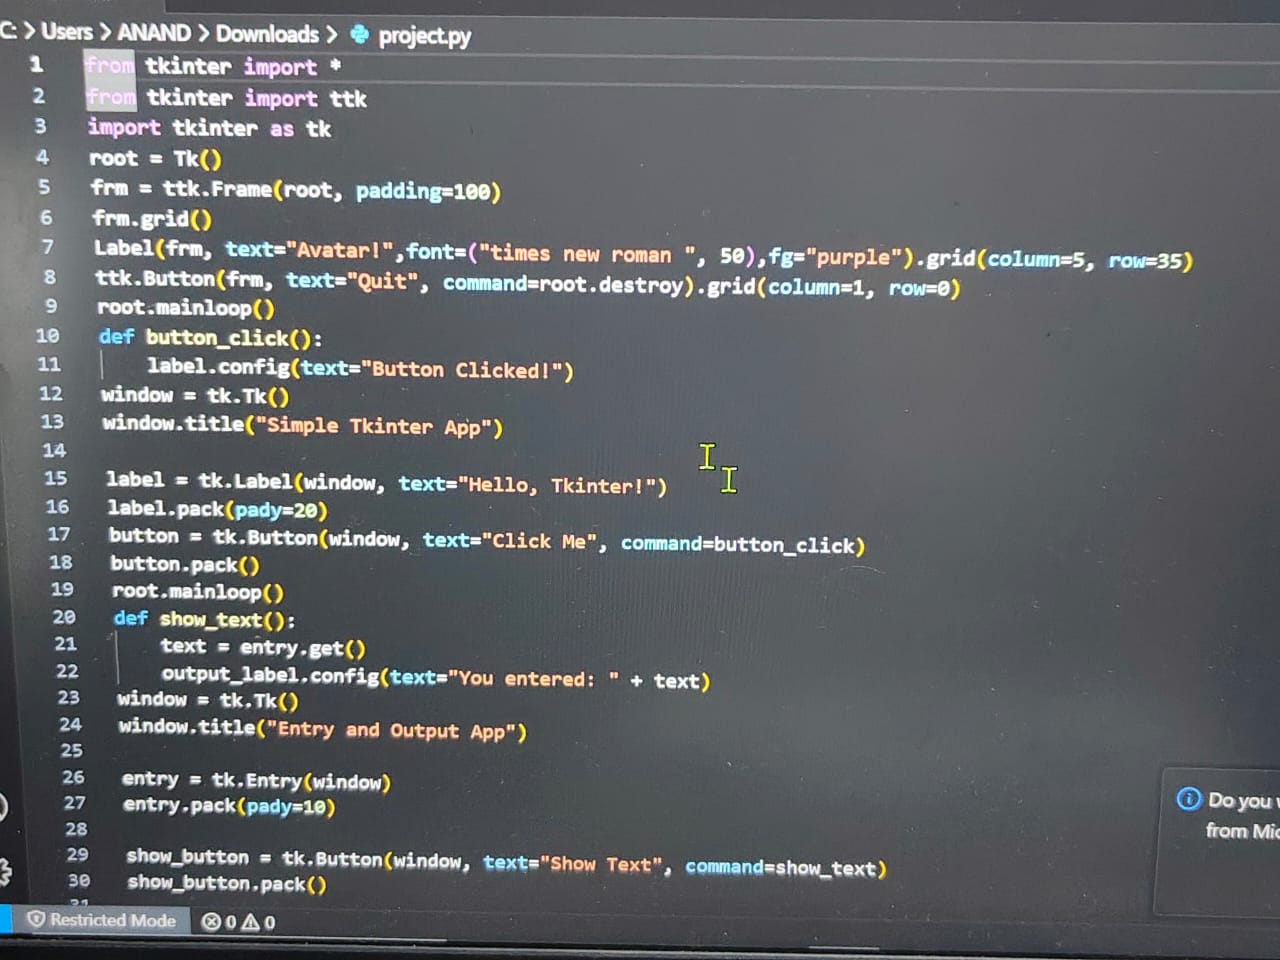 C: > Users > ANAND > Downloads > project.py
1 from tkinter import *
2 from tkinter import ttk
3 import tkinter as tk
4 root = Tk()
5 frm = ttk.Frame(root, padding=100)
6 frm.grid()
7 Label(frm, text="Avatar!",font=("times new roman ", 50),fg="purple").grid(column=5, row=35)
8 ttk.Button(frm, text="Quit", command=root.destroy).grid(column=1, row=0)
9 root.mainloop()
10 def button_click():
11     label.config(text="Button Clicked!")
12 window = tk.Tk()
13 window.title("Simple Tkinter App")
14
15 label = tk.Label(window, text="Hello, Tkinter!")
16 label.pack(pady=20)
17 button = tk.Button(window, text="Click Me", command=button_click)
18 button.pack()
19 root.mainloop()
20 def show_text():
21     text = entry.get()
22     output_label.config(text="You entered: " + text)
23 window = tk.Tk()
24 window.title("Entry and Output App")
25
26 entry = tk.Entry(window)
27 entry.pack(pady=10)
28
29 show_button = tk.Button(window, text="Show Text", command=show_text)
30 show_button.pack()
31
Do you
from
Restricted Mode 0 0